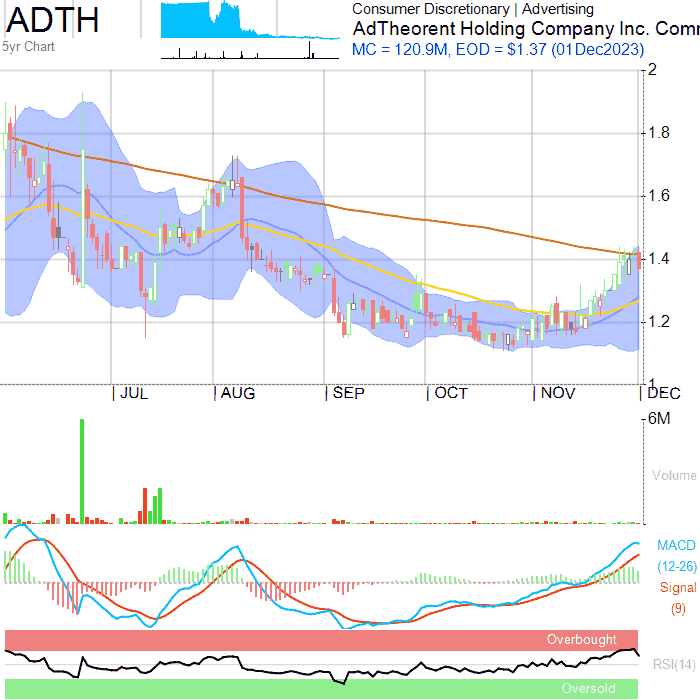 ADTH
5yr Chart
Consumer Discretionary | Advertising
AdTheorent Holding Company Inc. Comm
MC = 120.9M, EOD = $1.37 (01Dec2023)
2
1.8
1.6
1.4
1.2
1
JUL AUG SEP OCT NOV DEC
6M
Volume
MACD
(12-26)
Signal
(9)
Overbought
RSI(14)
Oversold